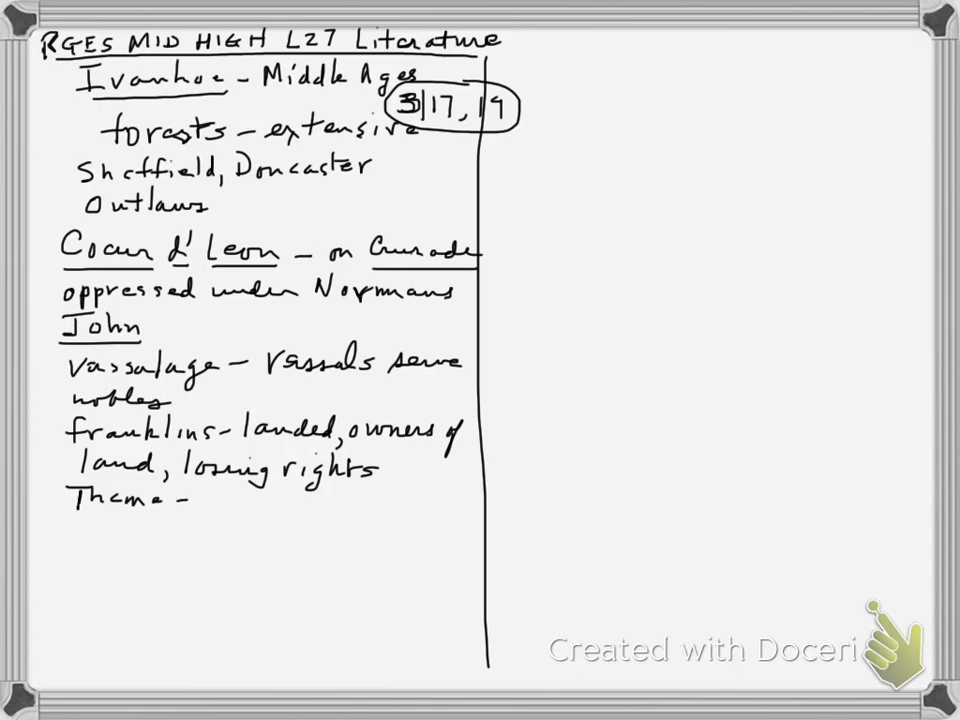 RGES MID HIGH L27 Literature
Ivanhoe - Middle Ages
3|17, 19
forests - extensive
Sheffield, Doncaster
Outlaws
Coeur d' Leon - on Crusade
oppressed under Normans
John
Vassalage - Vassals serve
nobles
franklins - landed, owners of
land, losing rights
Theme -
Created with Doceri